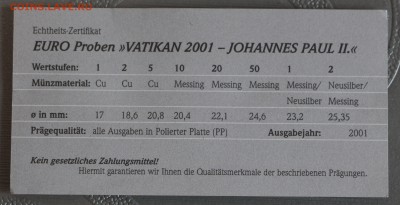 COINS.LAVE.RU
Echtheits-Zertifikat
EURO Proben »VATIKAN 2001 – JOHANNES PAUL II.«
Wertstufen: 1 2 5 10 20 50 1 2
Münzmaterial: Cu Cu Cu Messing Messing Messing Messing/ Neusilber/
Neusilber Messing
ø in mm: 17 18,6 20,8 20,4 22,1 24,6 23,2 25,35
Prägequalität: alle Ausgaben in Polierter Platte (PP) Ausgabejahr: 2001
Kein gesetzliches Zahlungsmittel!
Hiermit garantieren wir Ihnen die Qualitätsmerkmale der beschriebenen Prägungen.